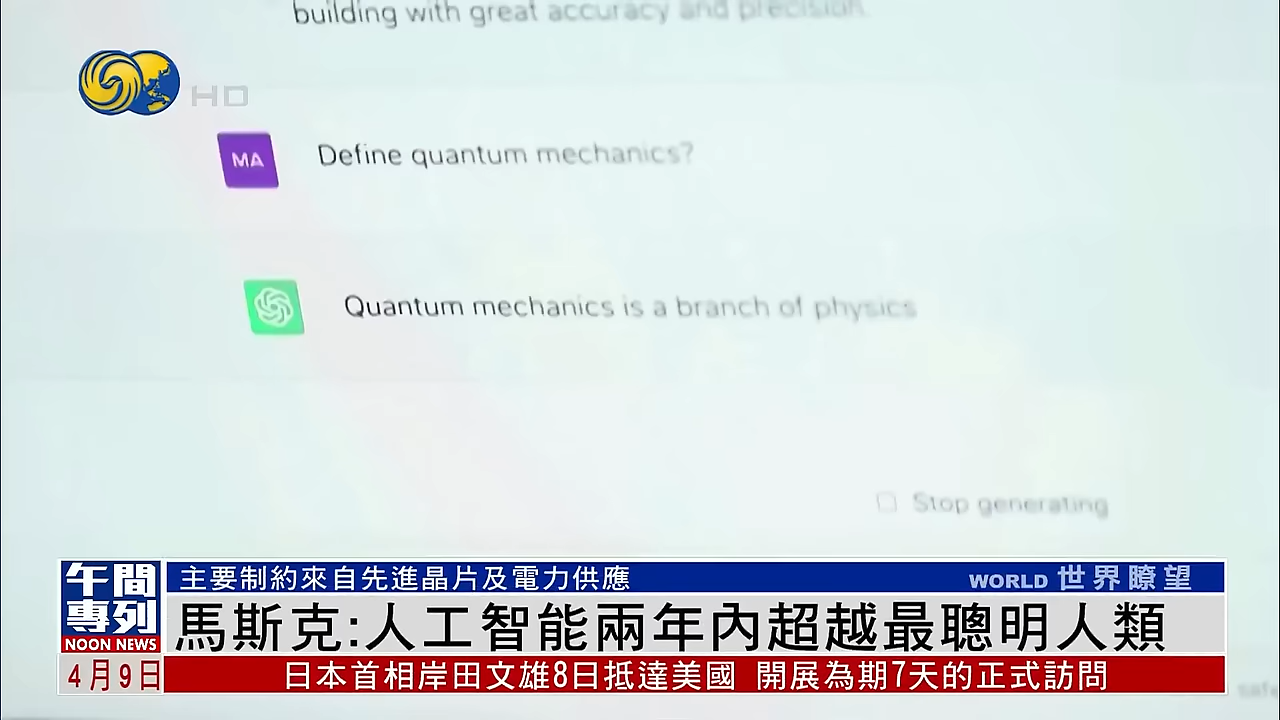 building with great accuracy and precision.
HD
MA
Define quantum mechanics?
Quantum mechanics is a branch of physics
Stop generating
午間專列
NOON NEWS
主要制約來自先進晶片及電力供應
WORLD 世界瞭望
馬斯克:人工智能兩年內超越最聰明人類
4月9日
日本首相岸田文雄8日抵達美國 開展為期7天的正式訪問